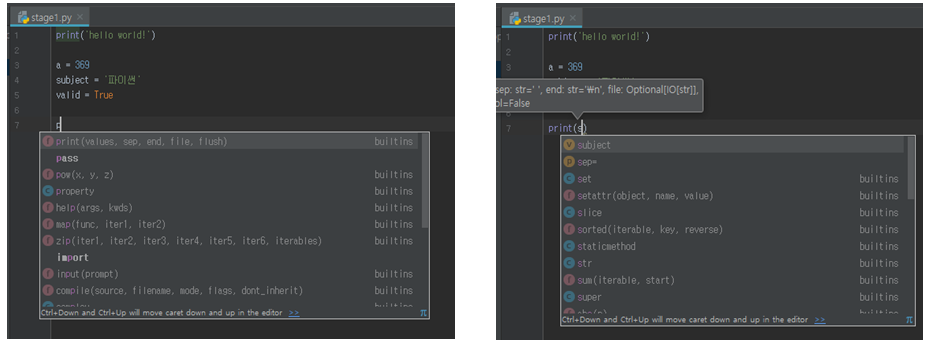 stage1.py
1 print('hello world!')
2
3 a = 369
4 subject = '파이썬'
5 valid = True
6
7 p
print(values, sep, end, file, flush) builtins
pass
pow(x, y, z) builtins
property builtins
help(args, kwds) builtins
map(func, iter1, iter2) builtins
zip(iter1, iter2, iter3, iter4, iter5, iter6, iterables) builtins
import
input(prompt) builtins
compile(source, filename, mode, flags, dont_inherit) builtins
Ctrl+Down and Ctrl+Up will move caret down and up in the editor >> π
stage1.py
1 print('hello world!')
2
3 a = 369
sep: str=' ', end: str='₩n', file: Optional[IO[str]],
ol=False
7 print(s)
subject
sep=
set builtins
setattr(object, name, value) builtins
slice builtins
sorted(iterable, key, reverse) builtins
staticmethod builtins
str builtins
sum(iterable, start) builtins
super builtins
Ctrl+Down and Ctrl+Up will move caret down and up in the editor >> π